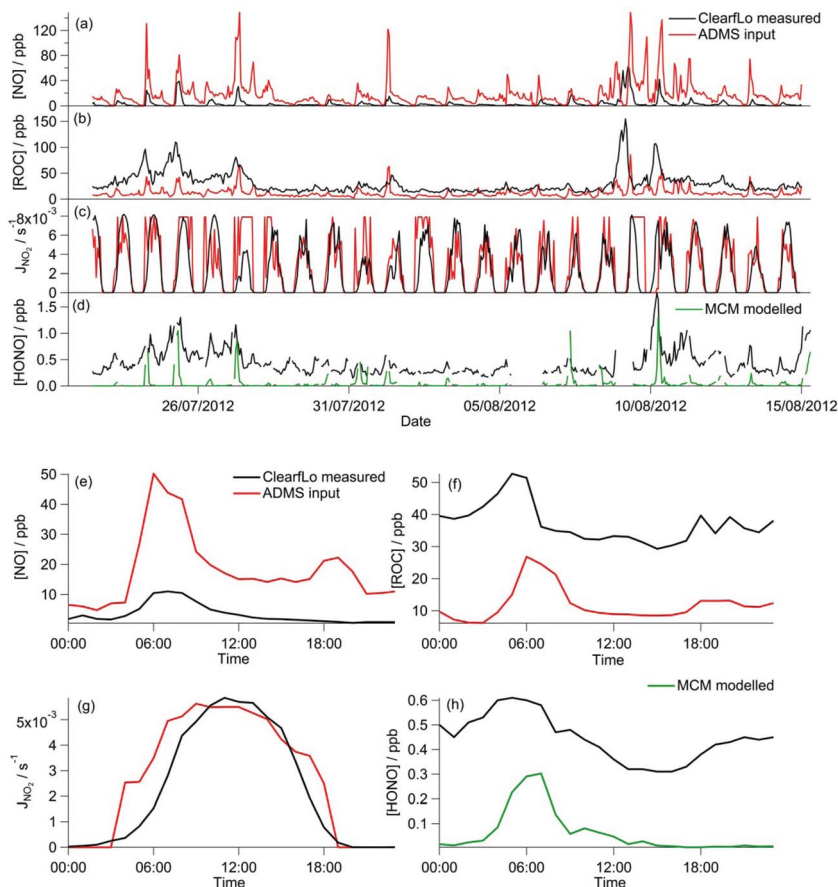 (a)
ClearfLo measured
ADMS input
[NO] / ppb
120
80
40
0
(b)
[ROC] / ppb
150
100
50
0
(c)
J NO2 / s-1
8x10-3
6
4
2
0
(d)
MCM modelled
[HONO] / ppb
1.5
1.0
0.5
0.0
26/07/2012 31/07/2012 05/08/2012 10/08/2012 15/08/2012
Date
(e)
ClearfLo measured
ADMS input
[NO] / ppb
50
40
30
20
10
00:00 06:00 12:00 18:00
Time
(f)
[ROC] / ppb
50
40
30
20
10
00:00 06:00 12:00 18:00
Time
(g)
J NO2 / s-1
5x10-3
4
3
2
1
0
00:00 06:00 12:00 18:00
Time
MCM modelled
(h)
[HONO] / ppb
0.6
0.5
0.4
0.3
0.2
0.1
00:00 06:00 12:00 18:00
Time